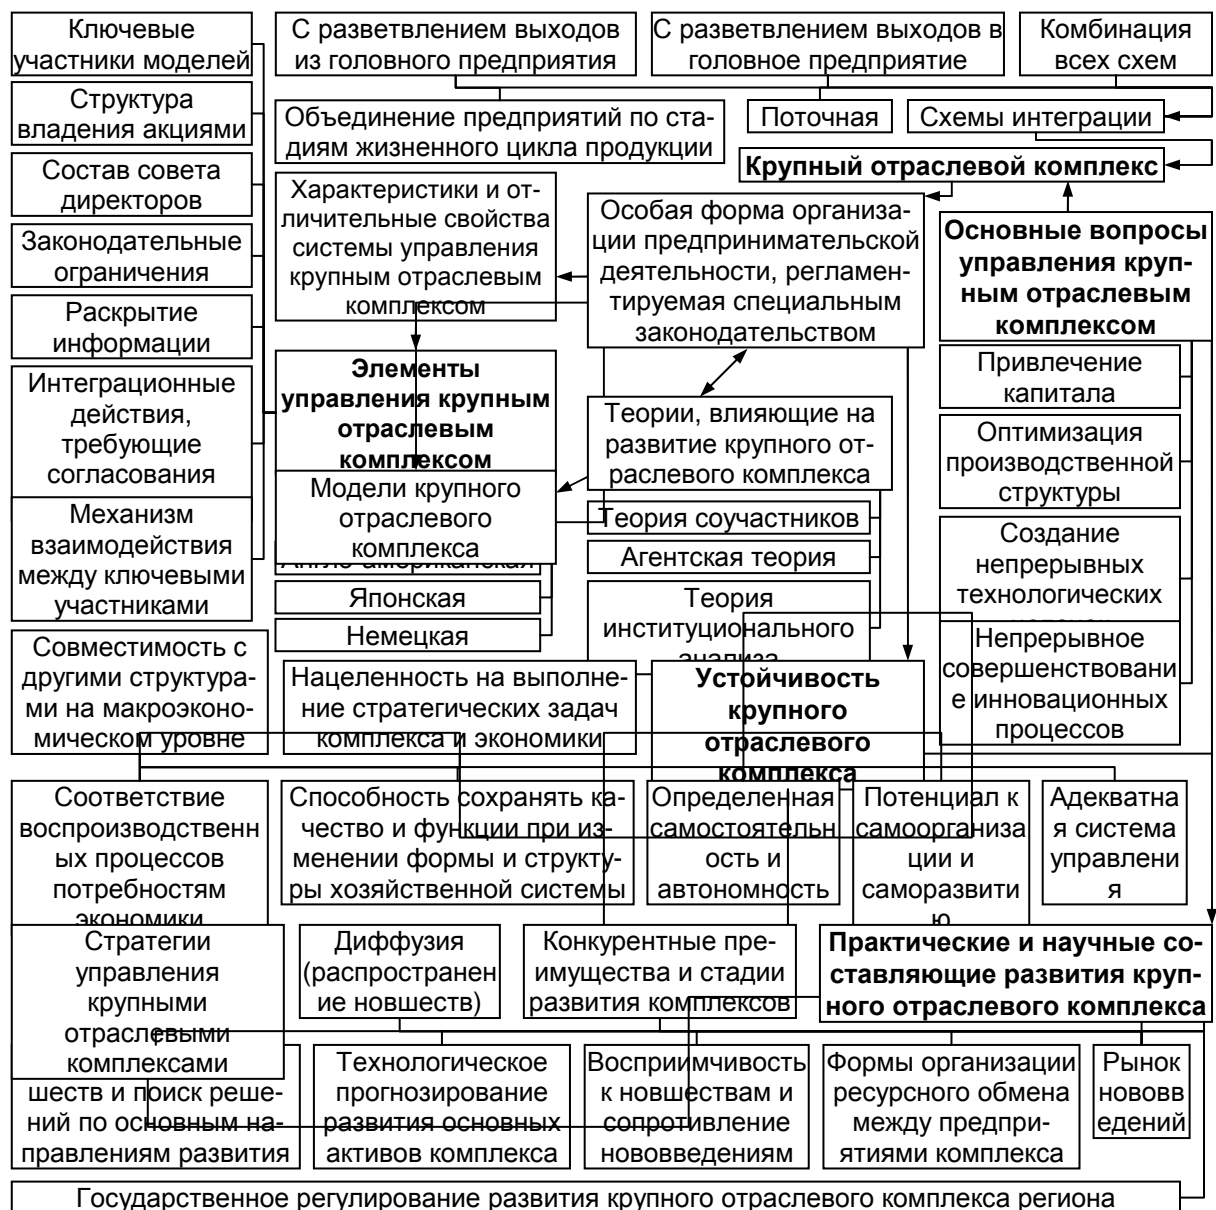 Ключевые
участники моделей
С разветвлением выходов
из головного предприятия
С разветвлением выходов в
головное предприятие
Комбинация
всех схем
Структура
владения акциями
Объединение предприятий по ста-
диям жизненного цикла продукции
Поточная
Схемы интеграции
Крупный отраслевой комплекс
Состав совета
директоров
Законодательные
ограничения
Раскрытие
информации
Интеграционные
действия,
требующие
согласования
Механизм
взаимодействия
между ключевыми
участниками
Характеристики и от-
личительные свойства
системы управления
крупным отраслевым
комплексом
Особая форма организа-
ции предпринимательской
деятельности, регламен-
тируемая специальным
законодательством
Основные вопросы
управления круп-
ным отраслевым
комплексом
Привлечение
капитала
Оптимизация
производственной
структуры
Создание
непрерывных
технологических
Непрерывное
совершенствовани
е инновационных
процессов
Элементы
управления крупным
отраслевым
комплексом
Модели крупного
отраслевого
комплекса
Англо-американская
Японская
Немецкая
Теории, влияющие на
развитие крупного от-
раслевого комплекса
Теория соучастников
Агентская теория
Теория
институционального
анализа
Совместимость с
другими структура-
ми на макроэконо-
мическом уровне
Нацеленность на выполне-
ние стратегических задач
комплекса и экономики
Устойчивость
крупного
отраслевого
комплекса
Соответствие
воспроизводственн
ых процессов
потребностям
экономики
Способность сохранять ка-
чество и функции при из-
менении формы и структу-
ры хозяйственной системы
Определенная
самостоятельн
ость и
автономность
Потенциал к
самоорганиза
ции и
саморазвити
ю
Адекватна
я система
управлени
я
Стратегии
управления
крупными
отраслевыми
комплексами
Диффузия
(распространен
ие новшеств)
Конкурентные пре-
имущества и стадии
развития комплексов
Практические и научные со-
ставляющие развития круп-
ного отраслевого комплекса
шеств и поиск реше-
ний по основным на-
правлениям развития
Технологическое
прогнозирование
развития основных
активов комплекса
Восприимчивость
к новшествам и
сопротивление
нововведениям
Формы организации
ресурсного обмена
между предпри-
ятиями комплекса
Рынок
нововв
едений
Государственное регулирование развития крупного отраслевого комплекса региона